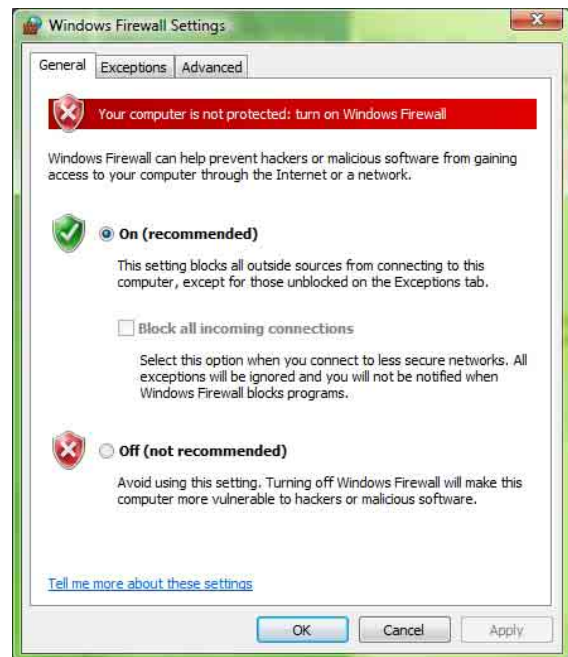 Windows Firewall Settings
General Exceptions Advanced
Your computer is not protected: turn on Windows Firewall
Windows Firewall can help prevent hackers or malicious software from gaining
access to your computer through the Internet or a network.
On (recommended)
This setting blocks all outside sources from connecting to this
computer, except for those unblocked on the Exceptions tab.
Block all incoming connections
Select this option when you connect to less secure networks. All
exceptions will be ignored and you will not be notified when
Windows Firewall blocks programs.
Off (not recommended)
Avoid using this setting. Turning off Windows Firewall will make this
computer more vulnerable to hackers or malicious software.
Tell me more about these settings
OK Cancel Apply